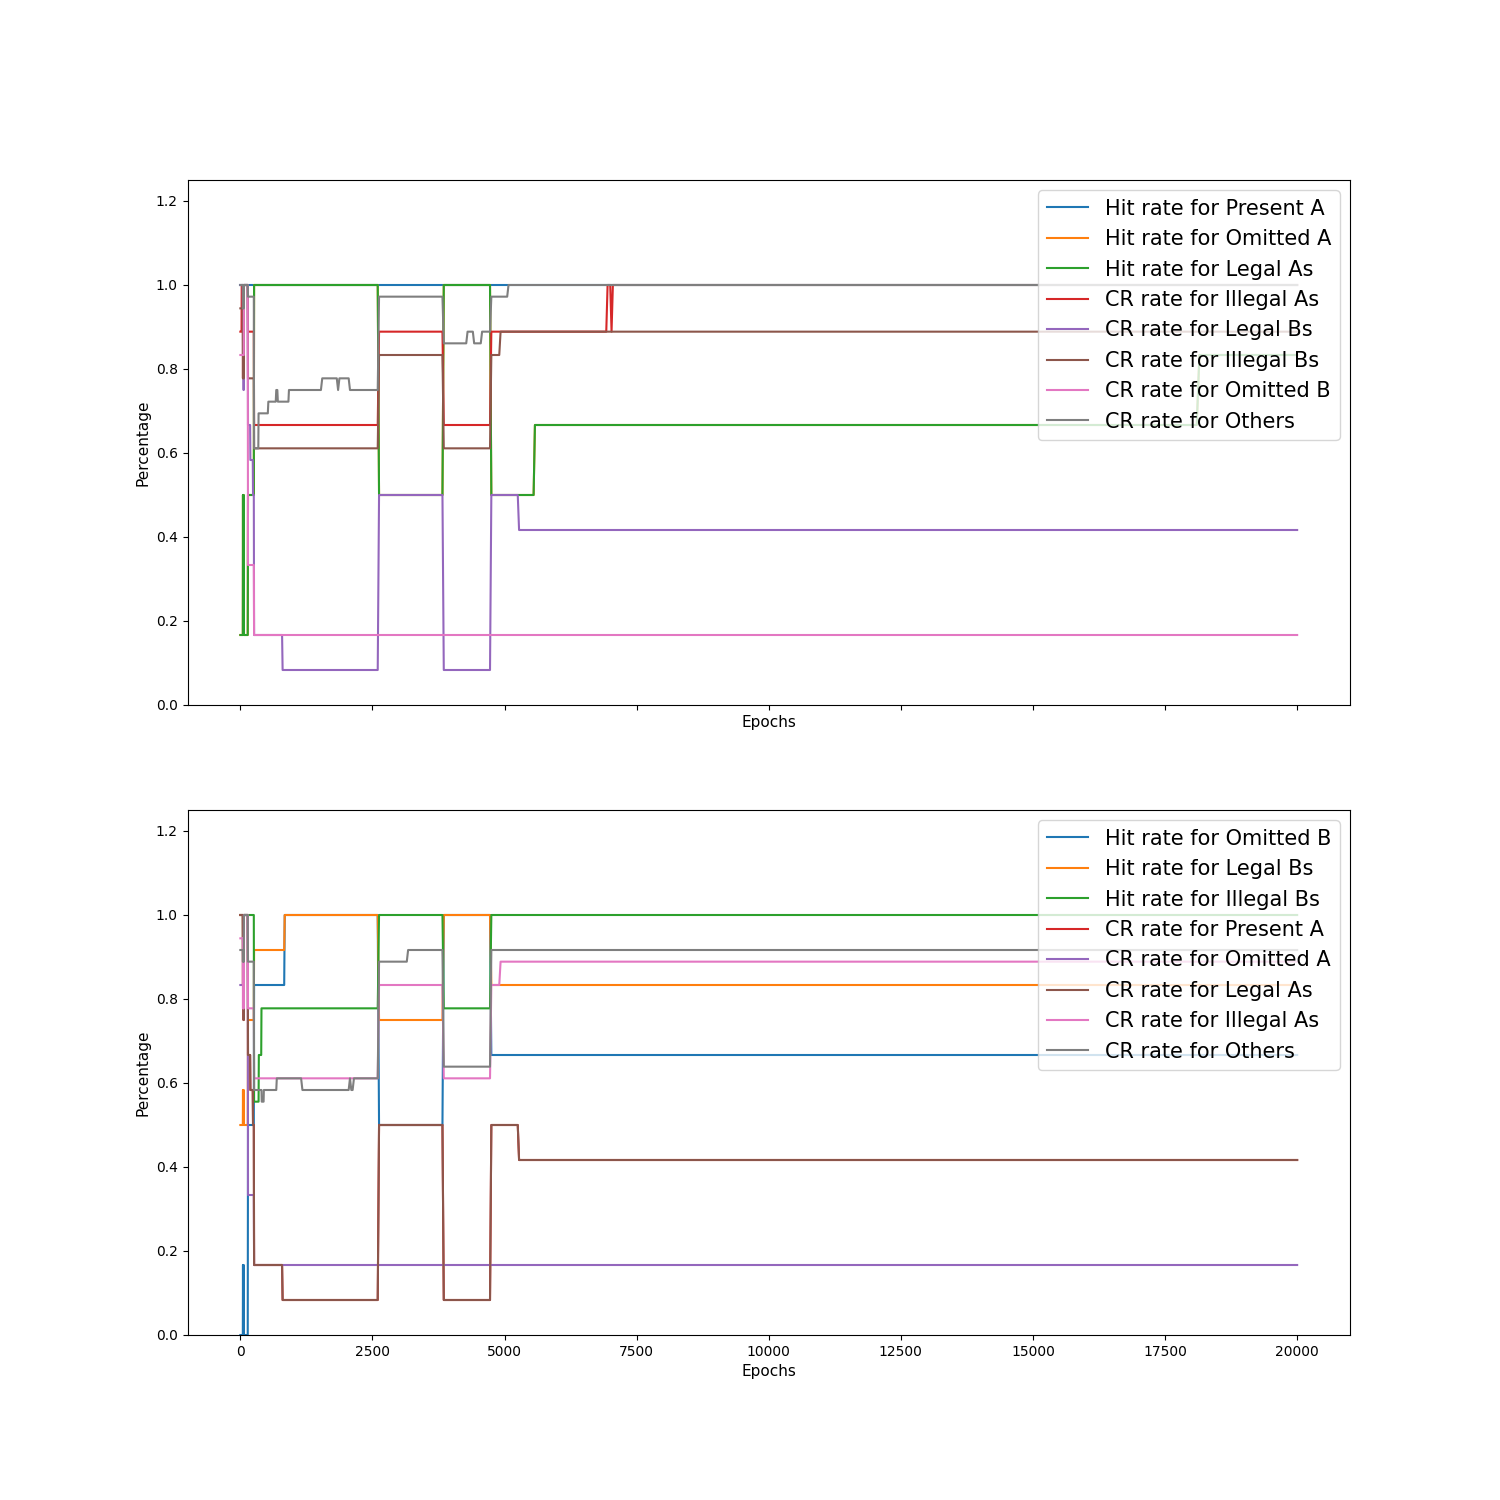 1.2
1.0
0.8
0.6
0.4
0.2
0.0
Percentage
Epochs
Hit rate for Present A
Hit rate for Omitted A
Hit rate for Legal As
CR rate for Illegal As
CR rate for Legal Bs
CR rate for Illegal Bs
CR rate for Omitted B
CR rate for Others
1.2
1.0
0.8
0.6
0.4
0.2
0.0
Percentage
0 2500 5000 7500 10000 12500 15000 17500 20000
Epochs
Hit rate for Omitted B
Hit rate for Legal Bs
Hit rate for Illegal Bs
CR rate for Present A
CR rate for Omitted A
CR rate for Legal As
CR rate for Illegal As
CR rate for Others